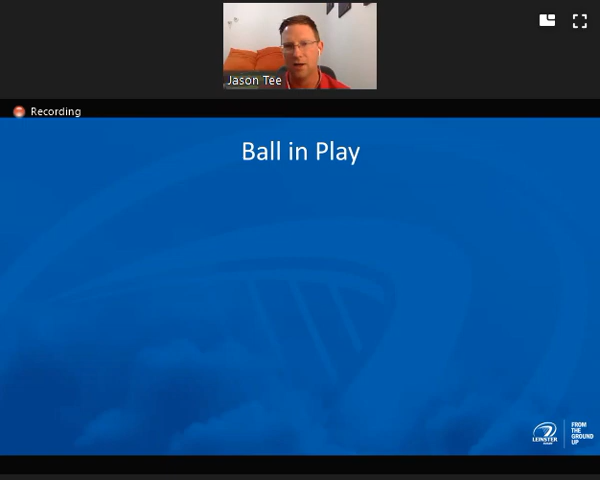 Jason Tee
Recording
Ball in Play
LEINSTER
FROM
THE
GROUND
UP